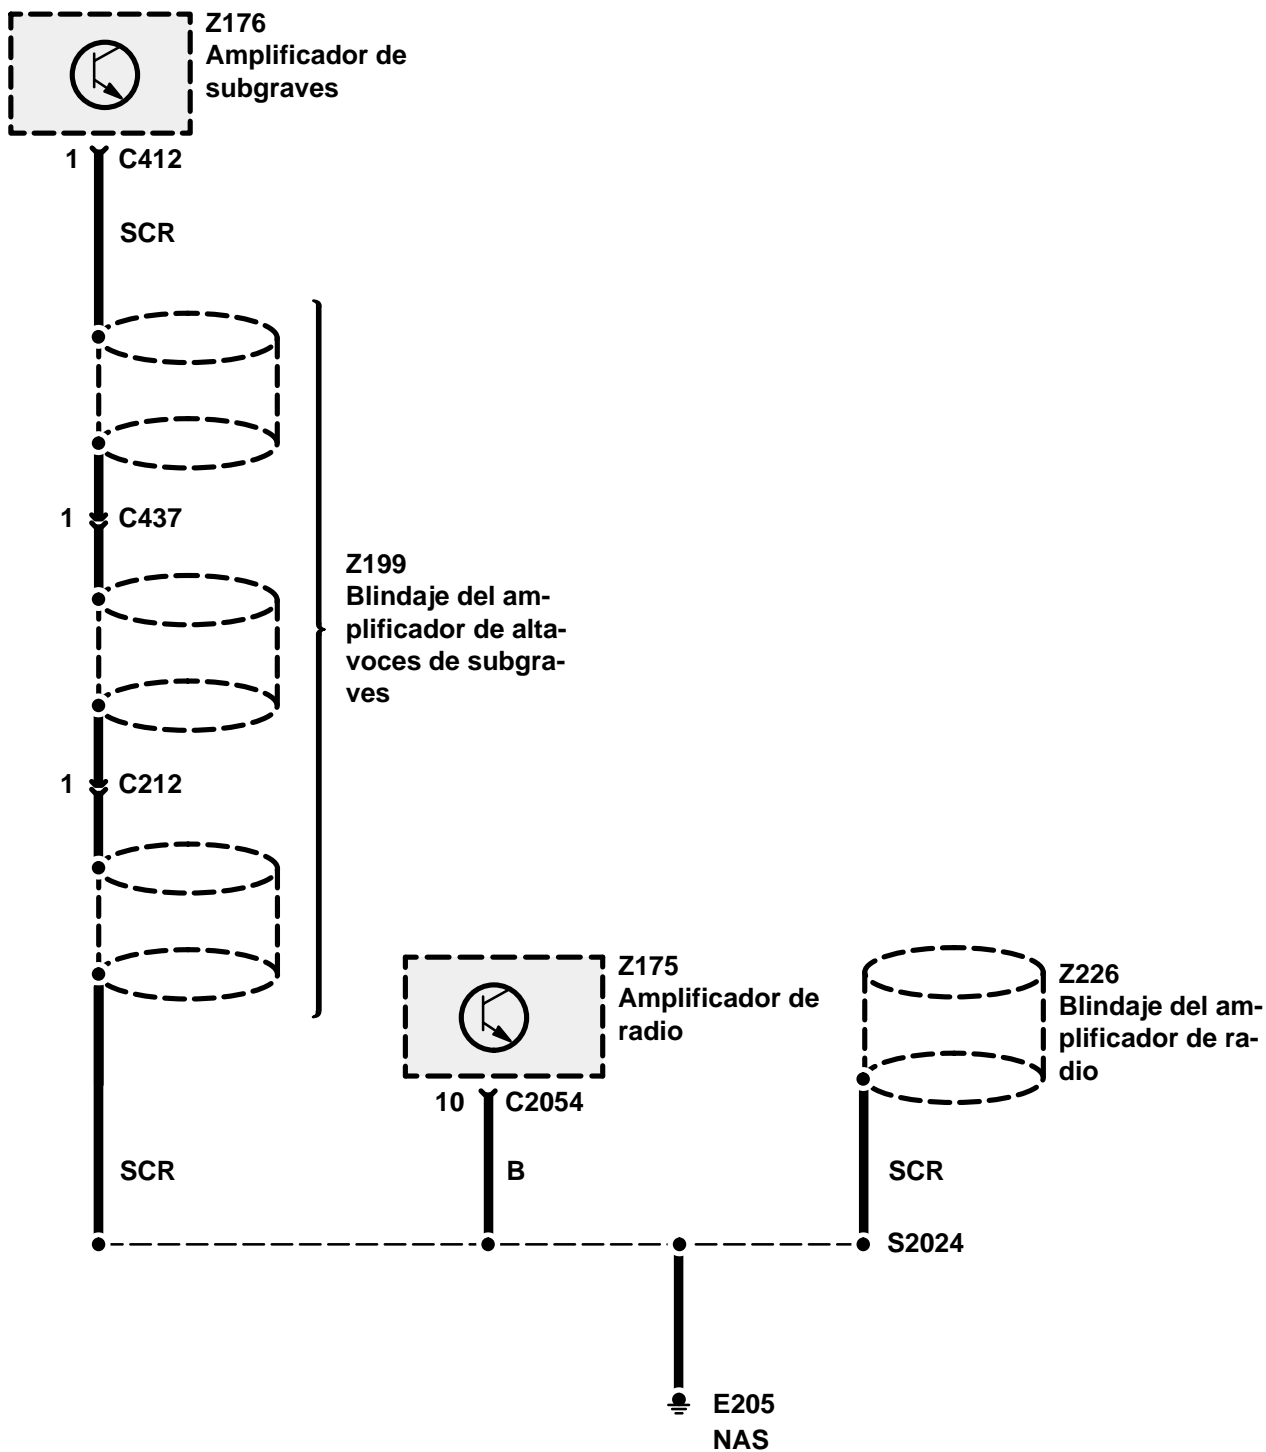 Z176
Amplificador de
subgraves
1 C412
SCR
1 C437
Z199
Blindaje del am-
plificador de alta-
voces de subgra-
ves
1 C212
Z175
Amplificador de
radio
Z226
Blindaje del am-
plificador de ra-
dio
10 C2054
SCR
B
SCR
S2024
E205
NAS